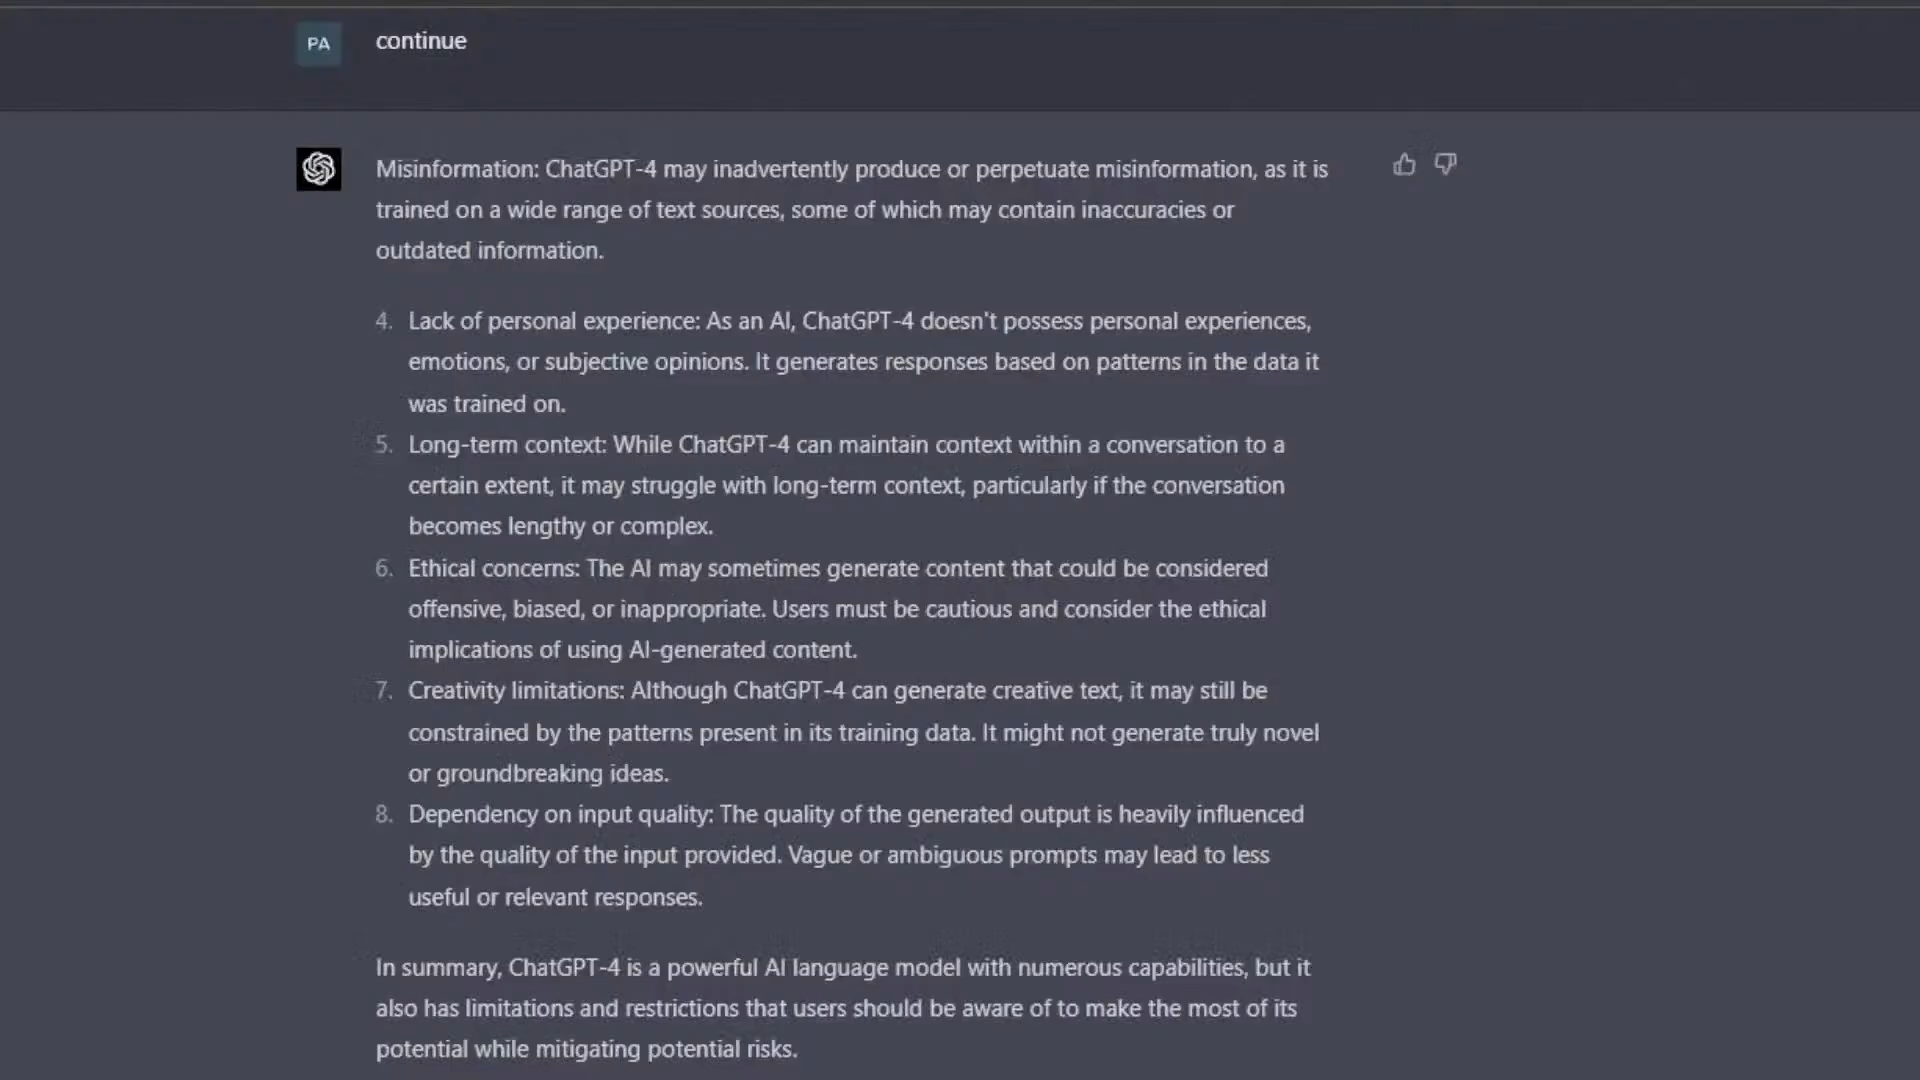 PA continue
Misinformation: ChatGPT-4 may inadvertently produce or perpetuate misinformation, as it is
trained on a wide range of text sources, some of which may contain inaccuracies or
outdated information.
4. Lack of personal experience: As an AI, ChatGPT-4 doesn't possess personal experiences,
emotions, or subjective opinions. It generates responses based on patterns in the data it
was trained on.
5. Long-term context: While ChatGPT-4 can maintain context within a conversation to a
certain extent, it may struggle with long-term context, particularly if the conversation
becomes lengthy or complex.
6. Ethical concerns: The AI may sometimes generate content that could be considered
offensive, biased, or inappropriate. Users must be cautious and consider the ethical
implications of using AI-generated content.
7. Creativity limitations: Although ChatGPT-4 can generate creative text, it may still be
constrained by the patterns present in its training data. It might not generate truly novel
or groundbreaking ideas.
8. Dependency on input quality: The quality of the generated output is heavily influenced
by the quality of the input provided. Vague or ambiguous prompts may lead to less
useful or relevant responses.
In summary, ChatGPT-4 is a powerful AI language model with numerous capabilities, but it
also has limitations and restrictions that users should be aware of to make the most of its
potential while mitigating potential risks.